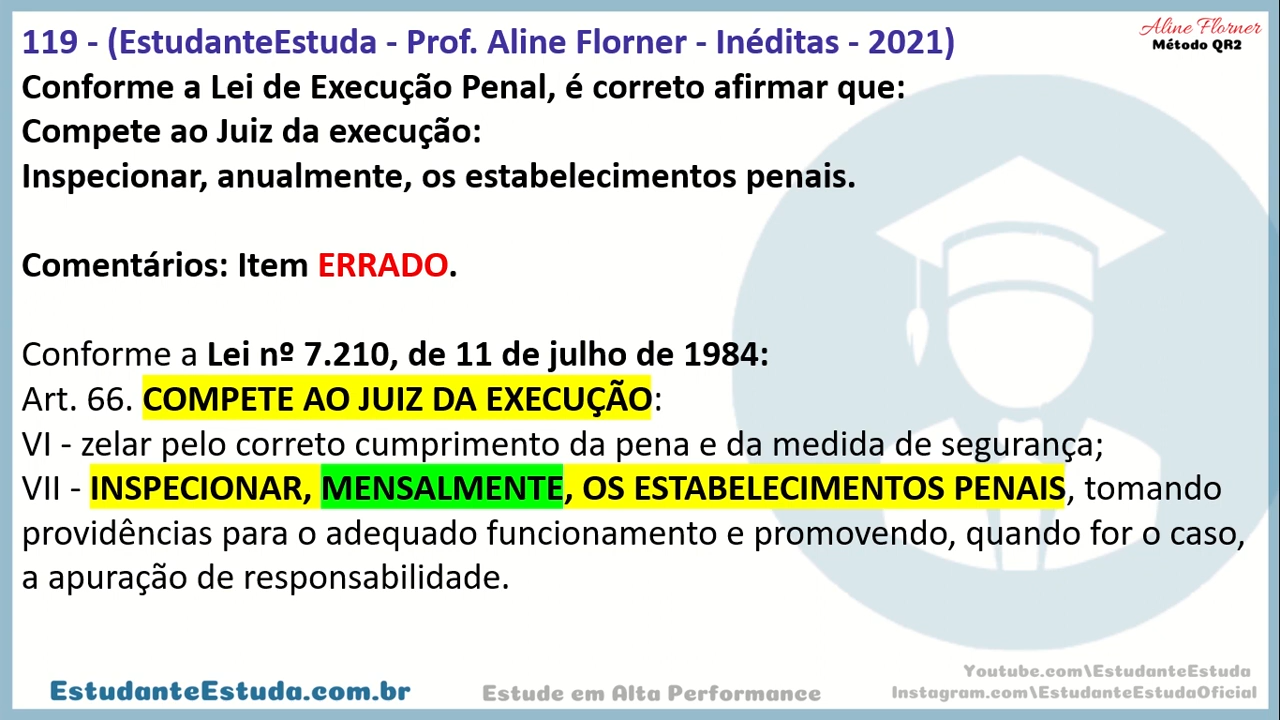 119 - (EstudanteEstuda - Prof. Aline Florner - Inéditas - 2021)
Aline Florner
Método QR2
Conforme a Lei de Execução Penal, é correto afirmar que:
Compete ao Juiz da execução:
Inspecionar, anualmente, os estabelecimentos penais.
Comentários: Item ERRADO.
Conforme a Lei nº 7.210, de 11 de julho de 1984:
Art. 66. COMPETE AO JUIZ DA EXECUÇÃO:
VI - zelar pelo correto cumprimento da pena e da medida de segurança;
VII - INSPECIONAR, MENSALMENTE, OS ESTABELECIMENTOS PENAIS, tomando
providências para o adequado funcionamento e promovendo, quando for o caso,
a apuração de responsabilidade.
EstudanteEstuda.com.br
Estude em Alta Performance
Youtube.com\EstudanteEstuda
Instagram.com\EstudanteEstudaOficial